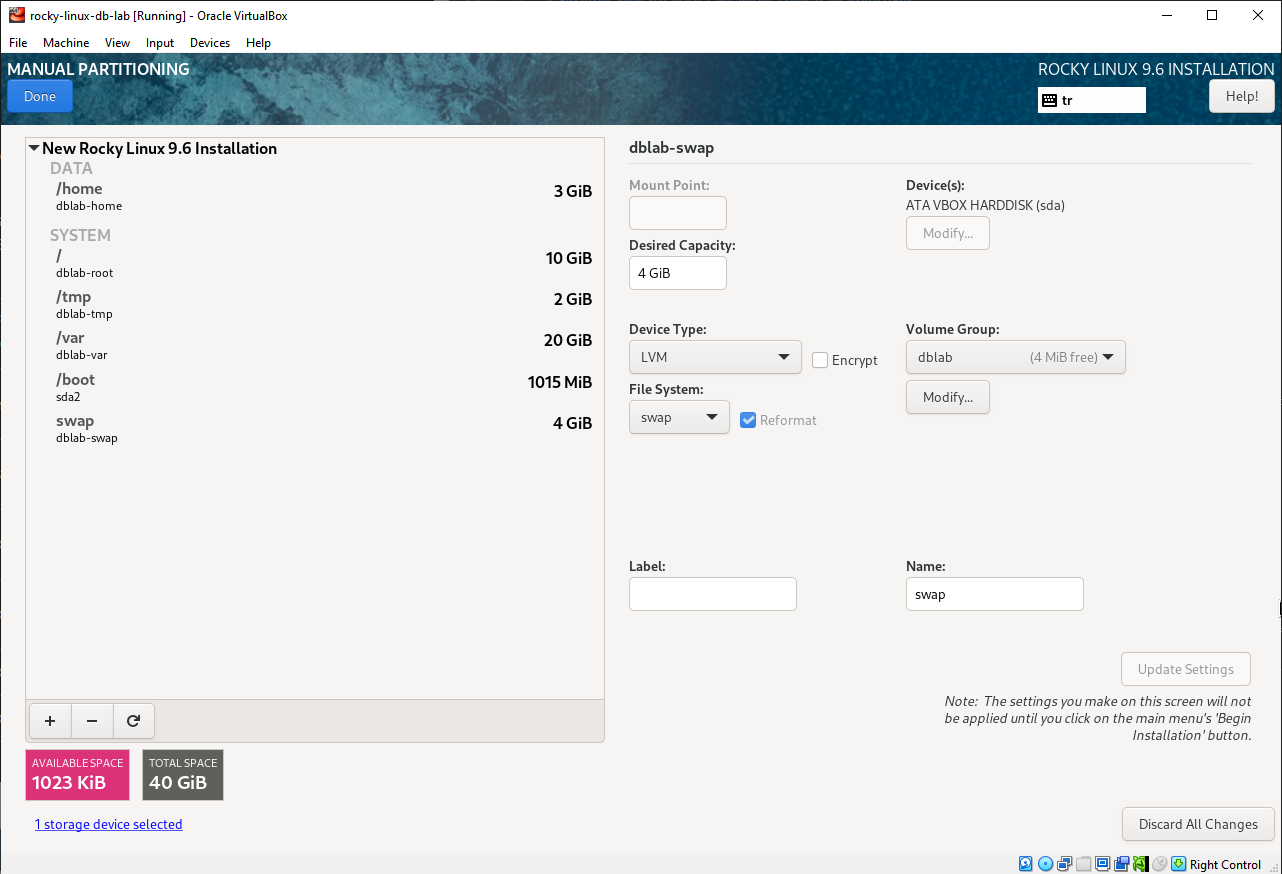 rocky-linux-db-lab [Running] - Oracle VirtualBox
File Machine View Input Devices Help
MANUAL PARTITIONING
ROCKY LINUX 9.6 INSTALLATION
Done
tr
Help!
New Rocky Linux 9.6 Installation
DATA
/home
3 GiB
dblab-home
SYSTEM
/
10 GiB
dblab-root
/tmp
2 GiB
dblab-tmp
/var
20 GiB
dblab-var
/boot
1015 MiB
sda2
swap
4 GiB
dblab-swap
+ −
AVAILABLE SPACE
1023 KiB
TOTAL SPACE
40 GiB
1 storage device selected
dblab-swap
Mount Point:
Device(s):
ATA VBOX HARDDISK (sda)
Modify...
Desired Capacity:
4 GiB
Device Type:
Volume Group:
LVM
Encrypt
dblab (4 MiB free)
File System:
Modify...
swap
Reformat
Label:
Name:
swap
Update Settings
Note: The settings you make on this screen will not
be applied until you click on the main menu's 'Begin
Installation' button.
Discard All Changes
Right Control